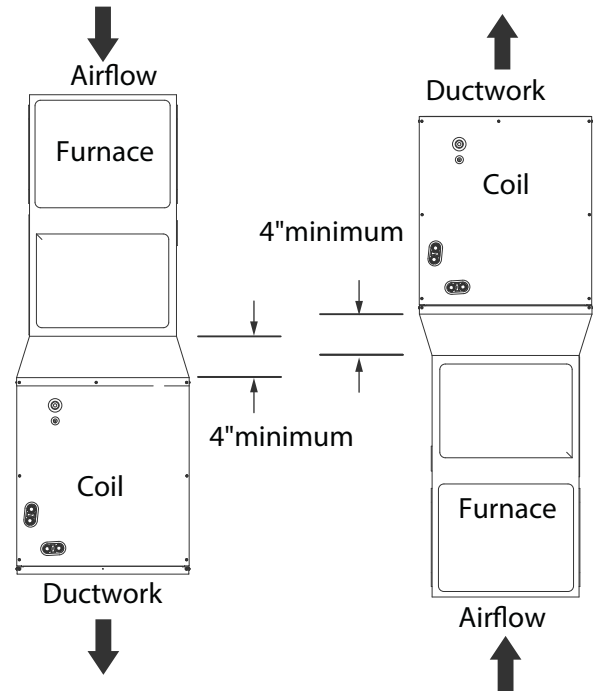 Airflow
Furnace
4"minimum
Coil
Ductwork
Ductwork
Coil
4"minimum
Furnace
Airflow